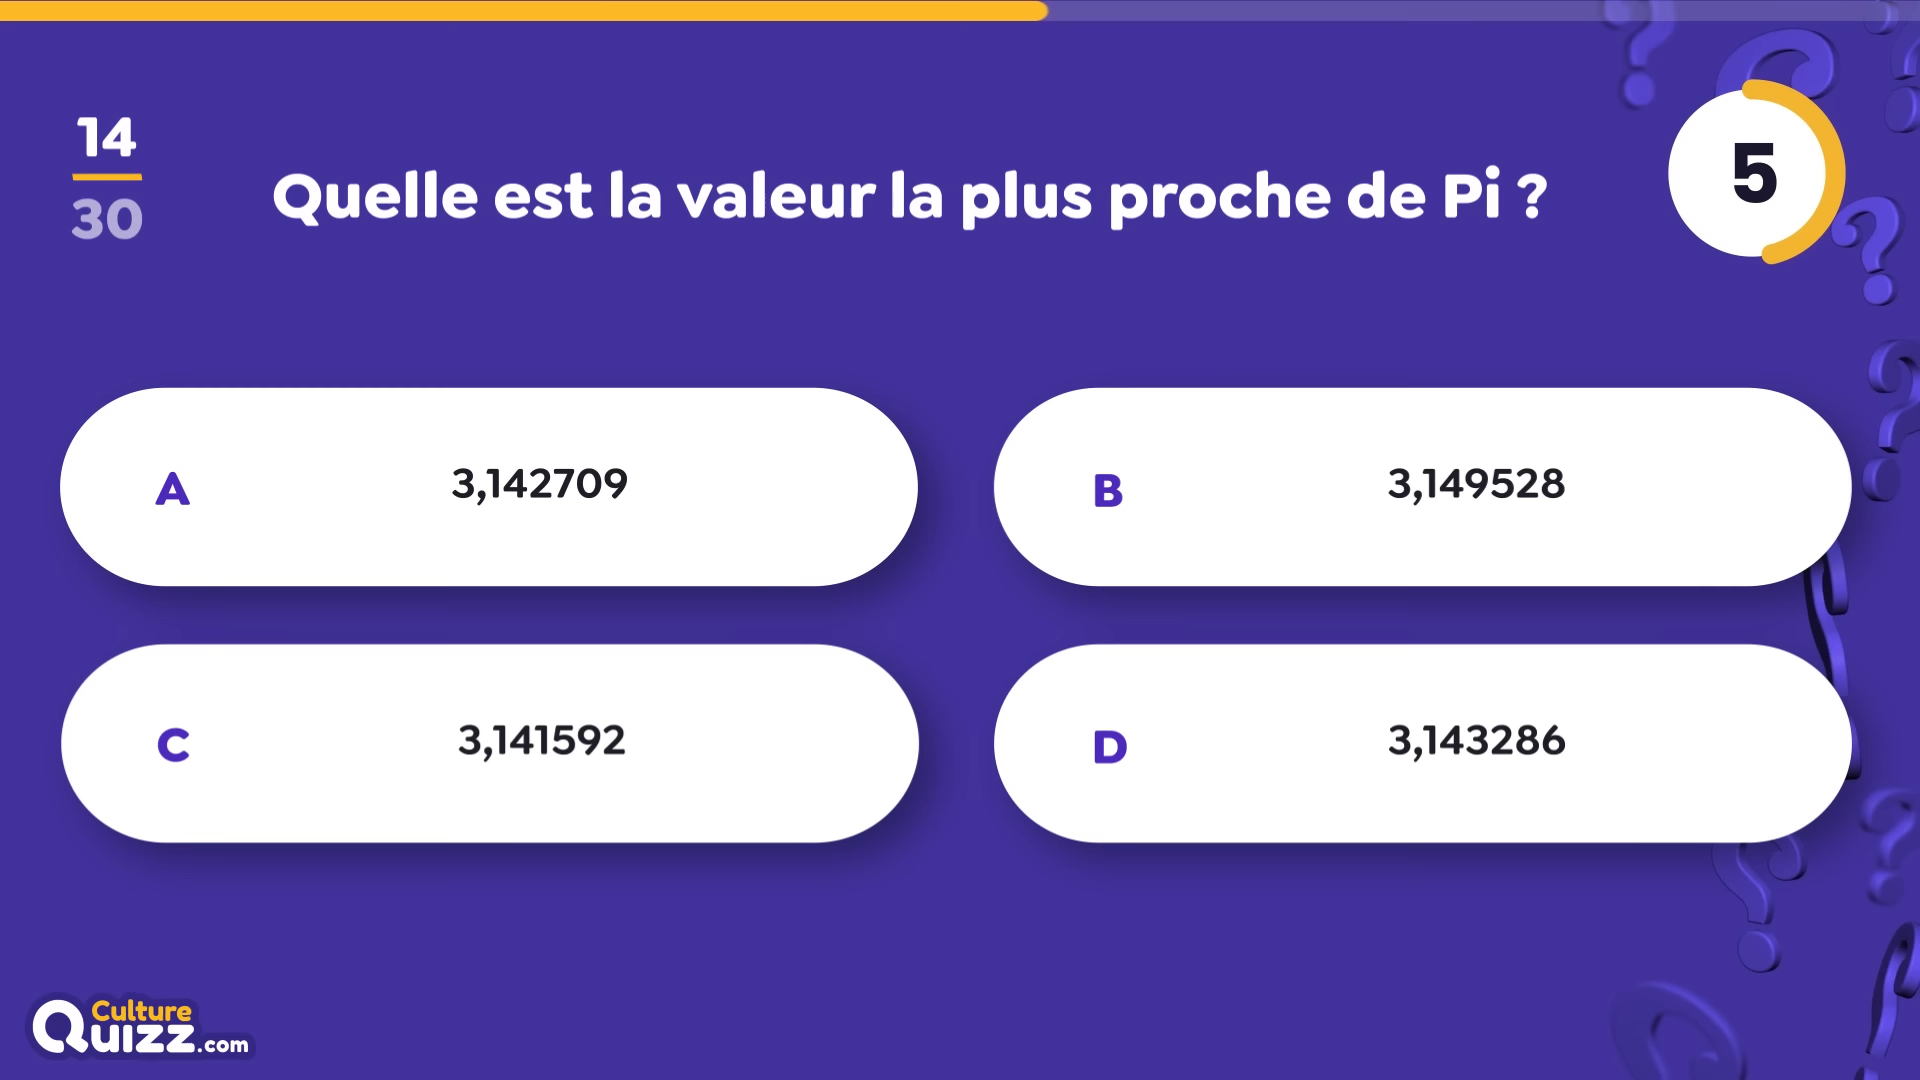 14
30
Quelle est la valeur la plus proche de Pi ?
5
A
3,142709
B
3,149528
C
3,141592
D
3,143286
Culture
Quizz.com